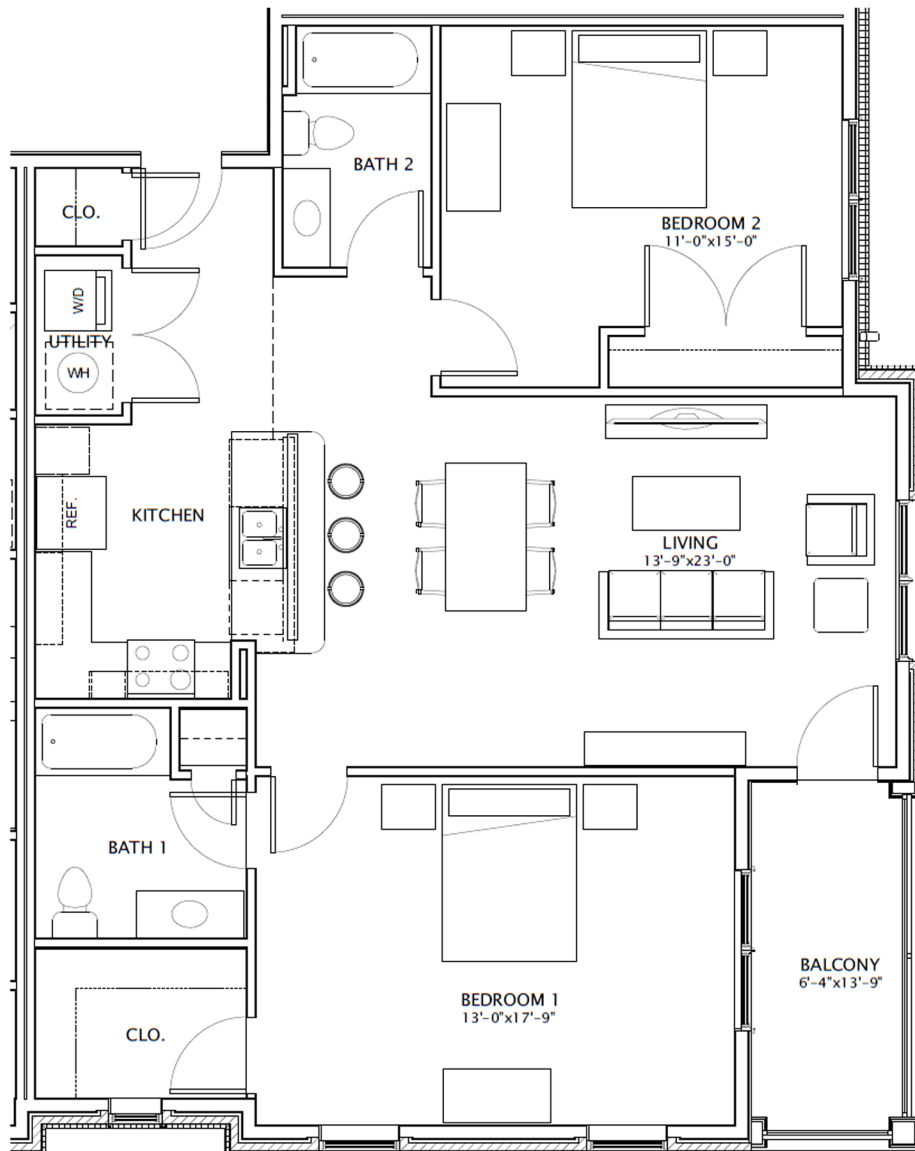 BATH 2
CLO.
BEDROOM 2
11'-0"x15'-0"
W/D
UTILITY
WH
REF.
KITCHEN
LIVING
13'-9"x23'-0"
BATH 1
BALCONY
6'-4"x13'-9"
BEDROOM 1
13'-0"x17'-9"
CLO.